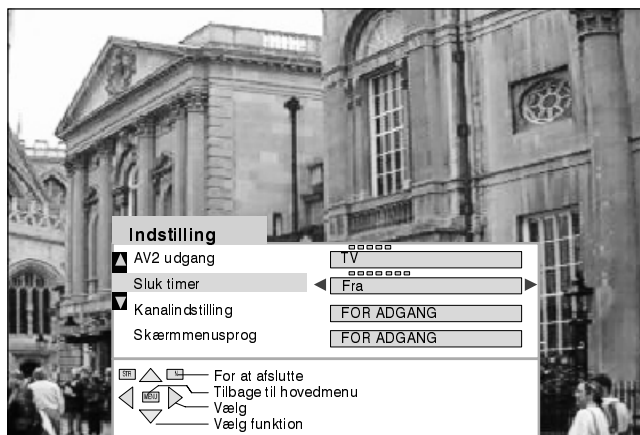 Indstilling
AV2 udgang TV
Sluk timer Fra
Kanalindstilling FOR ADGANG
Skærmmenusprog FOR ADGANG
STR
For at afslutte
MENU
Tilbage til hovedmenu
Vælg
Vælg funktion